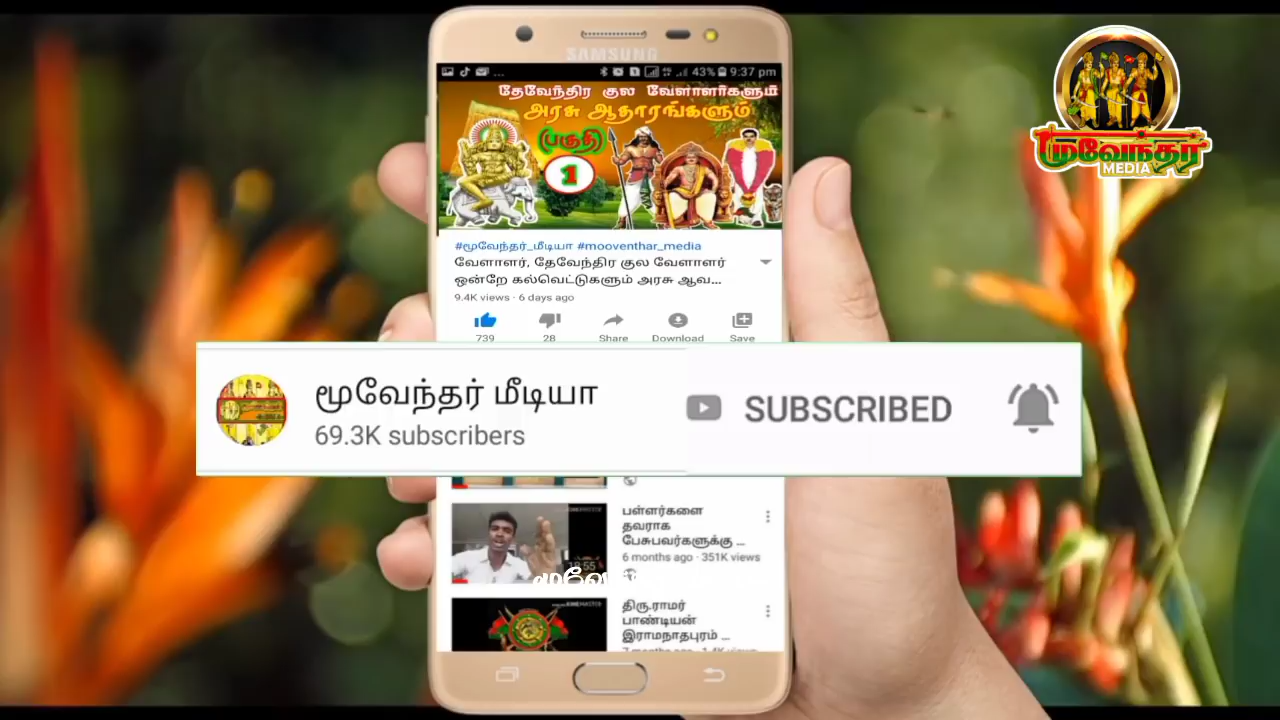 SAMSUNG
43% 9:37 pm
தேவேந்திர குல வேளாளர்களும்
அரசு ஆதாரங்களும்
(பகுதி)
1
மூவேந்தர்
MEDIA
#மூவேந்தர்_மீடியா #mooventhar_media
வேளாளர், தேவேந்திர குல வேளாளர்
ஒன்றே கல்வெட்டுகளும் அரசு ஆவ...
9.4K views · 6 days ago
739 28 Share Download Save
மூவேந்தர் மீடியா
69.3K subscribers
SUBSCRIBED
பள்ளர்களை
தவராக
பேசுபவர்களுக்கு ...
6 months ago · 351K views
18:55
திரு.ராமர்
பாண்டியன்
இராமநாதபுரம் ...